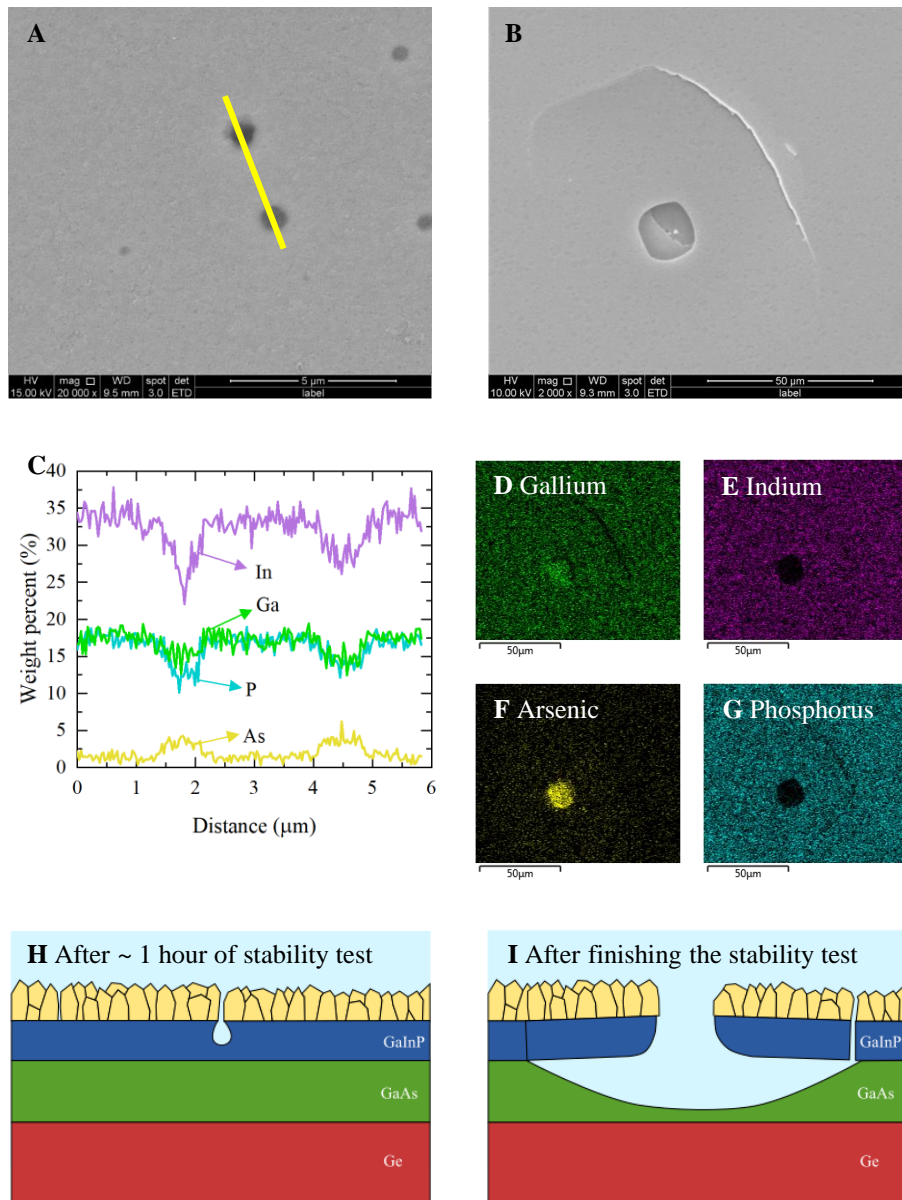 A
HV mag □ WD spot det 5 µm
15.00 kV 20 000 x 9.5 mm 3.0 ETD label
B
HV mag □ WD spot det 50 µm
10.00 kV 2 000 x 9.3 mm 3.0 ETD label
C
40
35
30
25
20
15
10
5
0
Weight percent (%)
In
Ga
P
As
0 1 2 3 4 5 6
Distance (µm)
D Gallium
50µm
E Indium
50µm
F Arsenic
50µm
G Phosphorus
50µm
H After ~ 1 hour of stability test
GaInP
GaAs
Ge
I After finishing the stability test
GaInP
GaAs
Ge